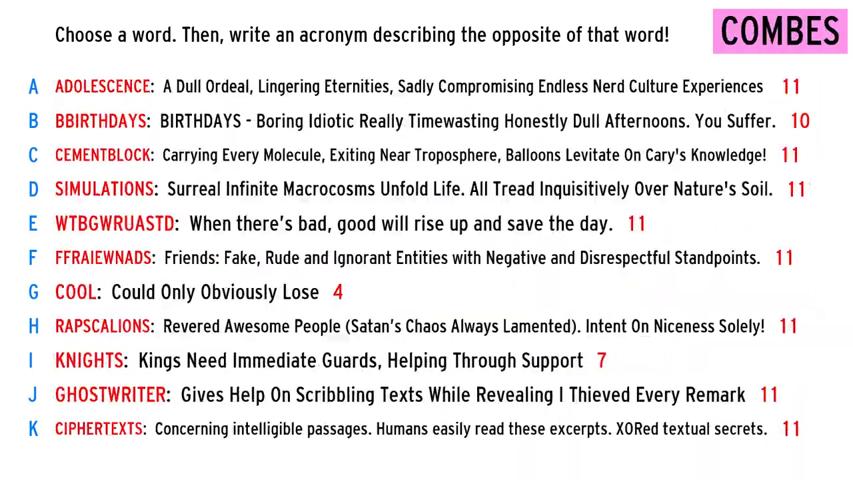 Choose a word. Then, write an acronym describing the opposite of that word!
COMBES
A ADOLESCENCE: A Dull Ordeal, Lingering Eternities, Sadly Compromising Endless Nerd Culture Experiences 11
B BBIRTHDAYS: BIRTHDAYS - Boring Idiotic Really Timewasting Honestly Dull Afternoons. You Suffer. 10
C CEMENTBLOCK: Carrying Every Molecule, Exiting Near Troposphere, Balloons Levitate On Cary's Knowledge! 11
D SIMULATIONS: Surreal Infinite Macrocosms Unfold Life. All Tread Inquisitively Over Nature's Soil. 11
E WTBGWRUASTD: When there's bad, good will rise up and save the day. 11
F FFRAIEWNADS: Friends: Fake, Rude and Ignorant Entities with Negative and Disrespectful Standpoints. 11
G COOL: Could Only Obviously Lose 4
H RAPSCALIONS: Revered Awesome People (Satan's Chaos Always Lamented). Intent On Niceness Solely! 11
I KNIGHTS: Kings Need Immediate Guards, Helping Through Support 7
J GHOSTWRITER: Gives Help On Scribbling Texts While Revealing I Thieved Every Remark 11
K CIPHERTEXTS: Concerning intelligible passages. Humans easily read these excerpts. XORed textual secrets. 11